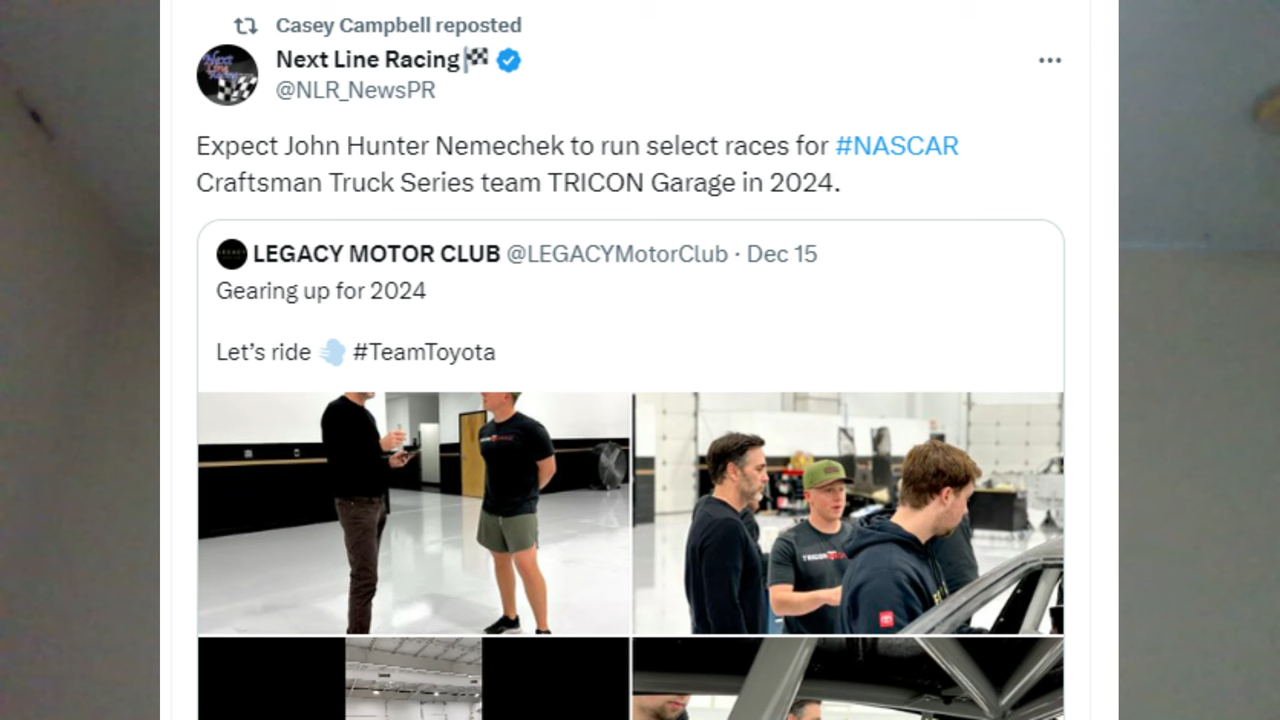 Casey Campbell reposted
Next Line Racing
@NLR_NewsPR
Expect John Hunter Nemechek to run select races for #NASCAR
Craftsman Truck Series team TRICON Garage in 2024.
LEGACY MOTOR CLUB @LEGACYMotorClub · Dec 15
Gearing up for 2024
Let’s ride 💨 #TeamToyota
TRICON